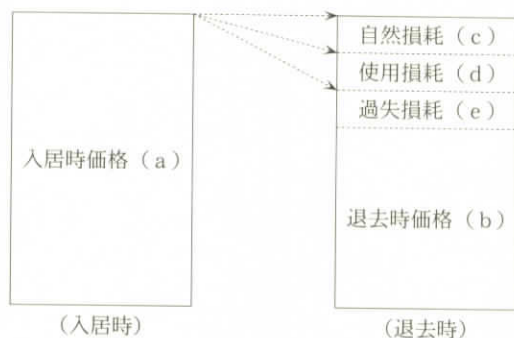 入居時価格（a）
（入居時）
自然損耗（c）
使用損耗（d）
過失損耗（e）
退去時価格（b）
（退去時）